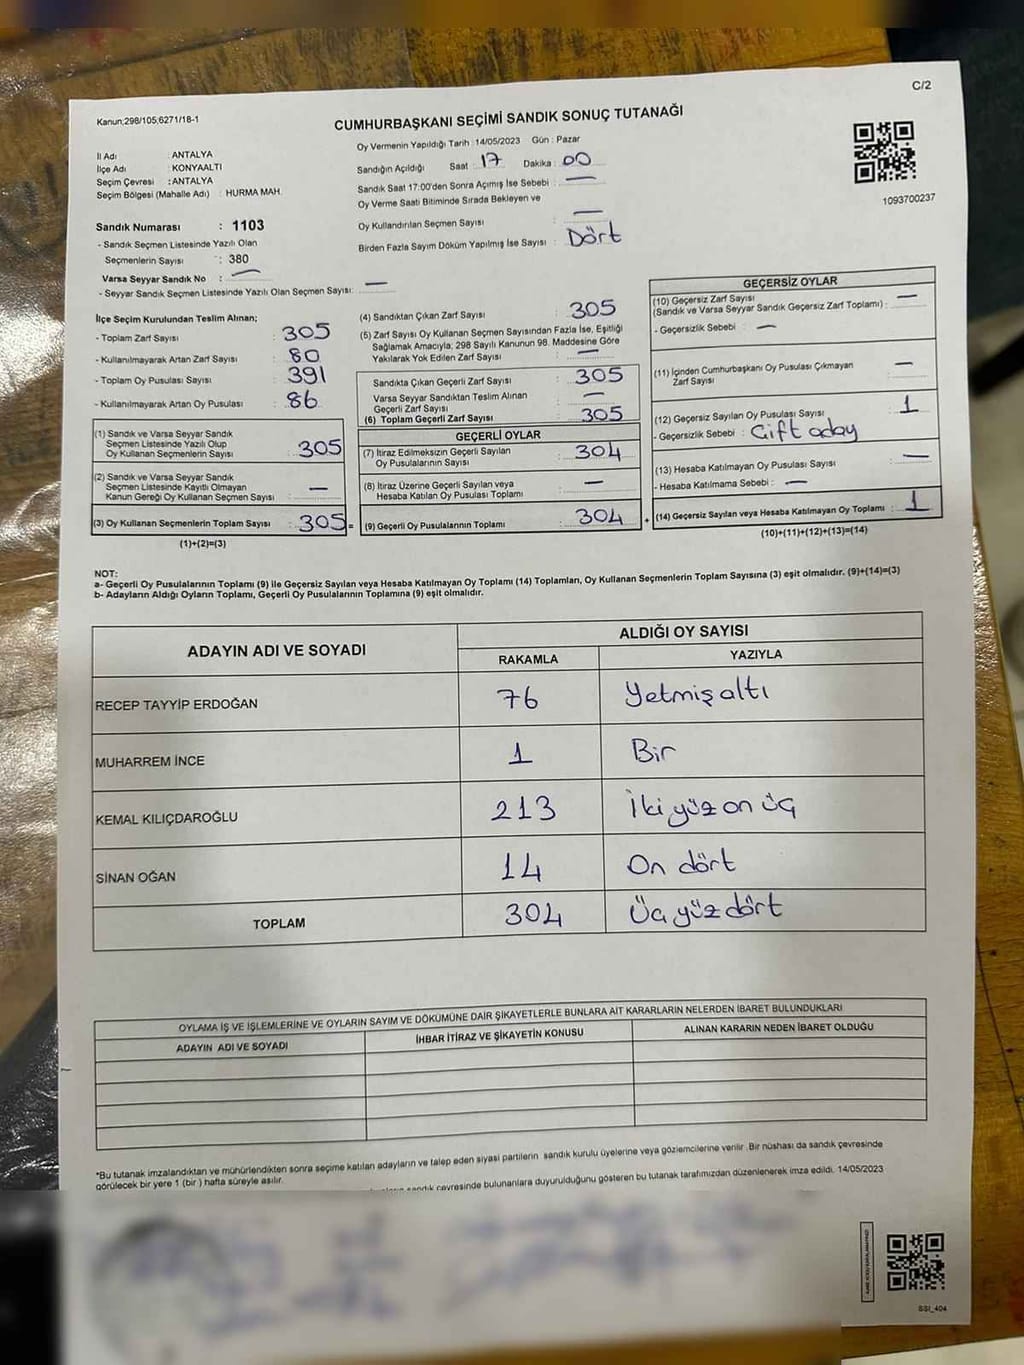 C/2
Kanun;298/105;6271/18-1
CUMHURBAŞKANI SEÇİMİ SANDIK SONUÇ TUTANAĞI
İl Adı : ANTALYA
İlçe Adı : KONYAALTI
Seçim Çevresi : ANTALYA
Seçim Bölgesi (Mahalle Adı) : HURMA MAH.
Oy Vermenin Yapıldığı Tarih : 14/05/2023 Gün : Pazar
Sandığın Açıldığı Saat : 17 Dakika : 00
Sandık Saat 17:00'den Sonra Açımış İse Sebebi : —
Oy Verme Saati Bitiminde Sırada Bekleyen ve
Oy Kullandırılan Seçmen Sayısı : —
Birden Fazla Sayım Döküm Yapılmış İse Sayısı : Dört
1093700237
Sandık Numarası : 1103
- Sandık Seçmen Listesinde Yazılı Olan
Seçmenlerin Sayısı : 380
Varsa Seyyar Sandık No : —
- Seyyar Sandık Seçmen Listesinde Yazılı Olan Seçmen Sayısı: —
İlçe Seçim Kurulundan Teslim Alınan;
- Toplam Zarf Sayısı : 305
- Kullanılmayarak Artan Zarf Sayısı : 80
- Toplam Oy Pusulası Sayısı : 391
- Kullanılmayarak Artan Oy Pusulası : 86
(1) Sandık ve Varsa Seyyar Sandık
Seçmen Listesinde Yazılı Olup
Oy Kullanan Seçmenlerin Sayısı : 305
(2) Sandık ve Varsa Seyyar Sandık
Seçmen Listesinde Kayıtlı Olmayan
Kanun Gereği Oy Kullanan Seçmen Sayısı : —
(3) Oy Kullanan Seçmenlerin Toplam Sayısı : 305 =
(1)+(2)=(3)
(4) Sandıktan Çıkan Zarf Sayısı : 305
(5) Zarf Sayısı Oy Kullanan Seçmen Sayısından Fazla İse, Eşitliği
Sağlamak Amacıyla; 298 Sayılı Kanunun 98. Maddesine Göre
Yakılarak Yok Edilen Zarf Sayısı : —
Sandıkta Çıkan Geçerli Zarf Sayısı : 305
Varsa Seyyar Sandıktan Teslim Alınan
Geçerli Zarf Sayısı : —
(6) Toplam Geçerli Zarf Sayısı : 305
GEÇERLİ OYLAR
(7) İtiraz Edilmeksizin Geçerli Sayılan
Oy Pusulalarının Sayısı : 304
(8) İtiraz Üzerine Geçerli Sayılan veya
Hesaba Katılan Oy Pusulası Toplamı : —
(9) Geçerli Oy Pusulalarının Toplamı : 304 +
GEÇERSİZ OYLAR
(10) Geçersiz Zarf Sayısı
(Sandık ve Varsa Seyyar Sandık Geçersiz Zarf Toplamı) : —
- Geçersizlik Sebebi : —
(11) İçinden Cumhurbaşkanı Oy Pusulası Çıkmayan
Zarf Sayısı : —
(12) Geçersiz Sayılan Oy Pusulası Sayısı : 1
- Geçersizlik Sebebi : Çift aday
(13) Hesaba Katılmayan Oy Pusulası Sayısı : —
- Hesaba Katılmama Sebebi : —
(14) Geçersiz Sayılan veya Hesaba Katılmayan Oy Toplamı : 1
(10)+(11)+(12)+(13)=(14)
NOT:
a- Geçerli Oy Pusulalarının Toplamı (9) ile Geçersiz Sayılan veya Hesaba Katılmayan Oy Toplamı (14) Toplamları, Oy Kullanan Seçmenlerin Toplam Sayısına (3) eşit olmalıdır. (9)+(14)=(3)
b- Adayların Aldığı Oyların Toplamı, Geçerli Oy Pusulalarının Toplamına (9) eşit olmalıdır.
ADAYIN ADI VE SOYADI ALDIĞI OY SAYISI
RAKAMLA YAZIYLA
RECEP TAYYİP ERDOĞAN 76 Yetmiş altı
MUHARREM İNCE 1 Bir
KEMAL KILIÇDAROĞLU 213 İki yüz on üç
SİNAN OĞAN 14 On dört
TOPLAM 304 Üç yüz dört
OYLAMA İŞ VE İŞLEMLERİNE VE OYLARIN SAYIM VE DÖKÜMÜNE DAİR ŞİKAYETLERLE BUNLARA AİT KARARLARIN NELERDEN İBARET BULUNDUKLARI
ADAYIN ADI VE SOYADI İHBAR İTİRAZ VE ŞİKAYETİN KONUSU ALINAN KARARIN NEDEN İBARET OLDUĞU
*Bu tutanak imzalandıktan ve mühürlendikten sonra seçime katılan adayların ve talep eden siyasi partilerin sandık kurulu üyelerine veya gözlemcilerine verilir. Bir nüshası da sandık çevresinde
görülecek bir yere 1 (bir ) hafta süreyle asılır.
sandık çevresinde bulunanlara duyurulduğunu gösteren bu tutanak tarafımızdan düzenlenerek imza edildi. 14/05/2023
SSI_404